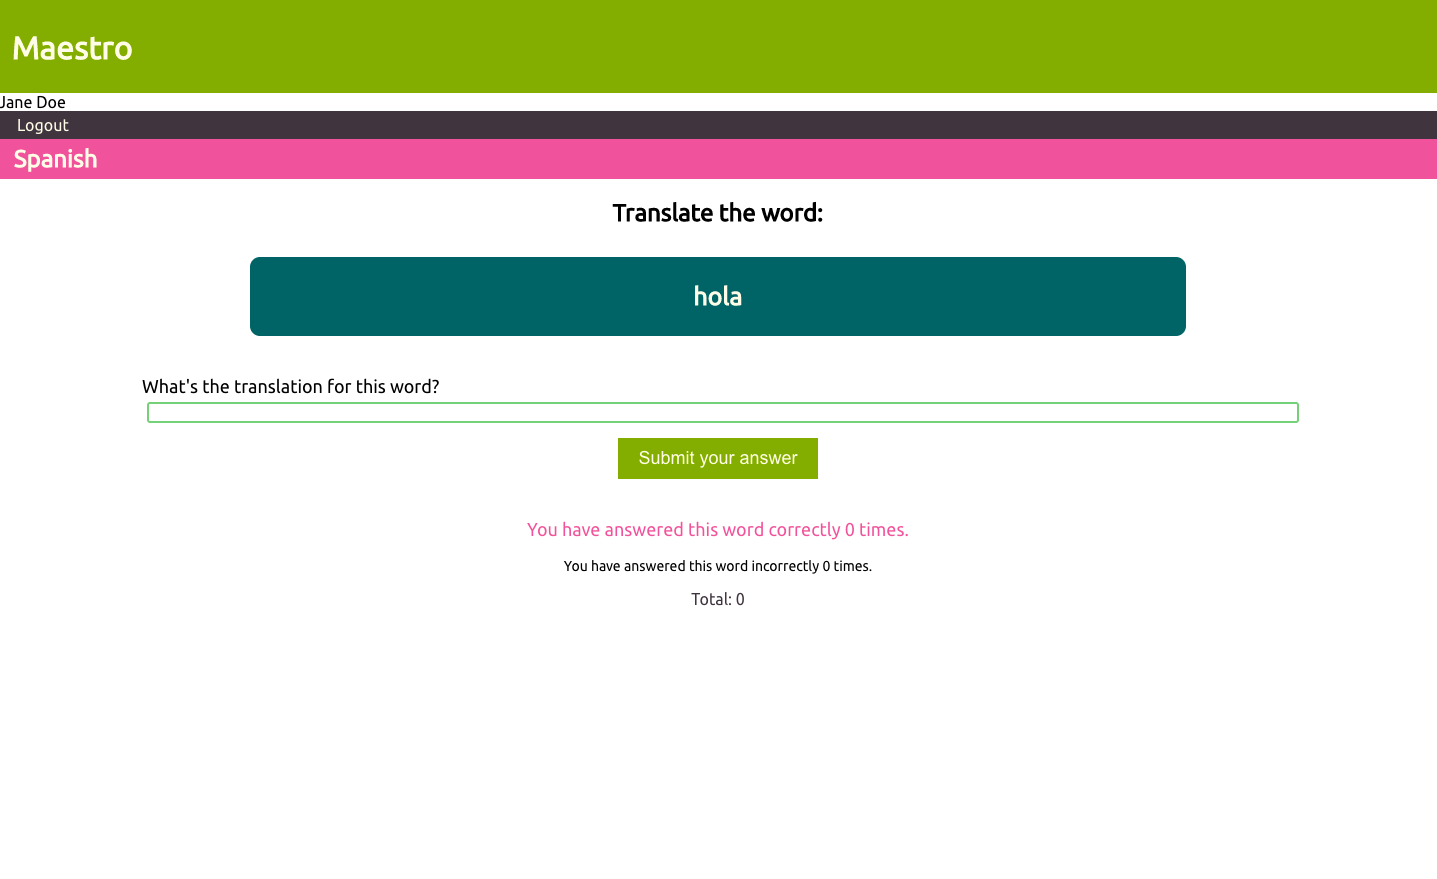 Maestro
Jane Doe
Logout
Spanish
Translate the word:
hola
What's the translation for this word?
Submit your answer
You have answered this word correctly 0 times.
You have answered this word incorrectly 0 times.
Total: 0